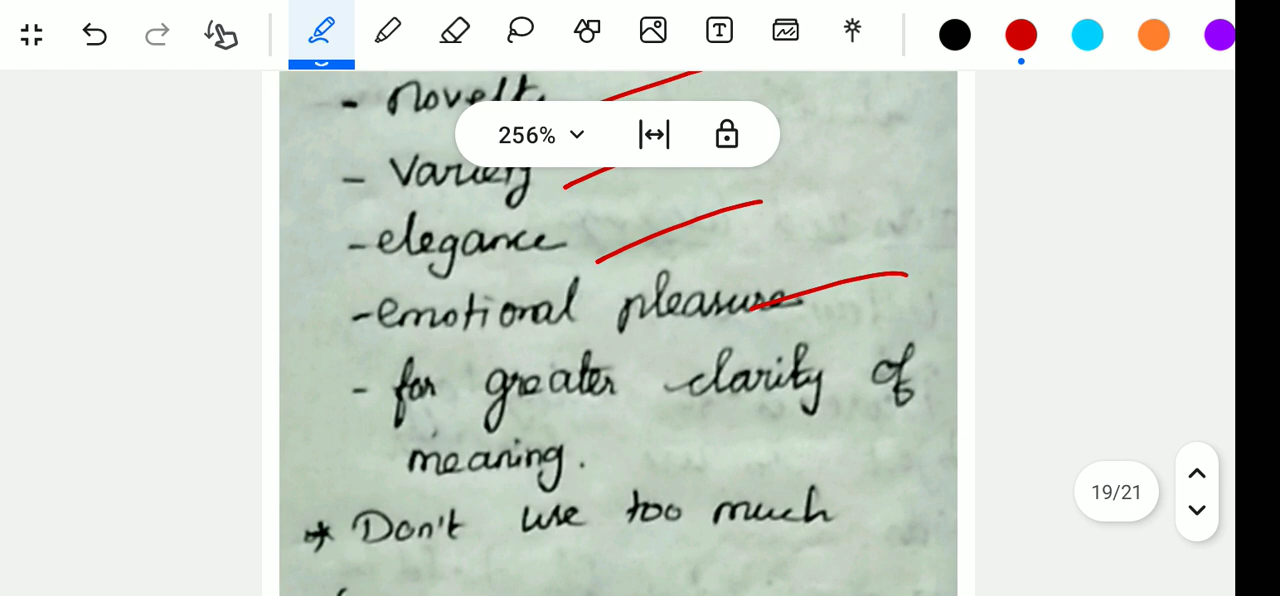 - novelty
256%
- Variety
-elegance
-emotional pleasure
- for greater clarity of
meaning.
* Don't use too much
19/21